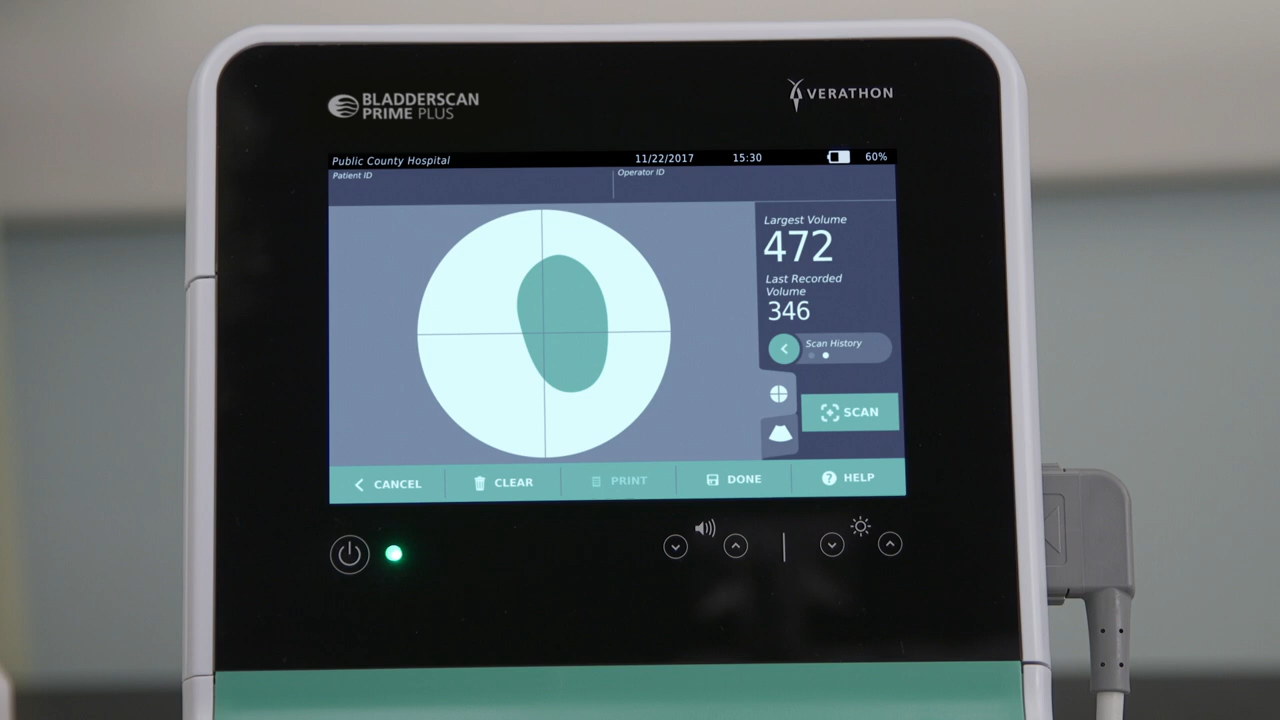 BLADDERSCAN
PRIME PLUS
VERATHON
Public County Hospital 11/22/2017 15:30 60%
Patient ID Operator ID
Largest Volume
472
Last Recorded
Volume
346
Scan History
SCAN
CANCEL CLEAR PRINT DONE HELP